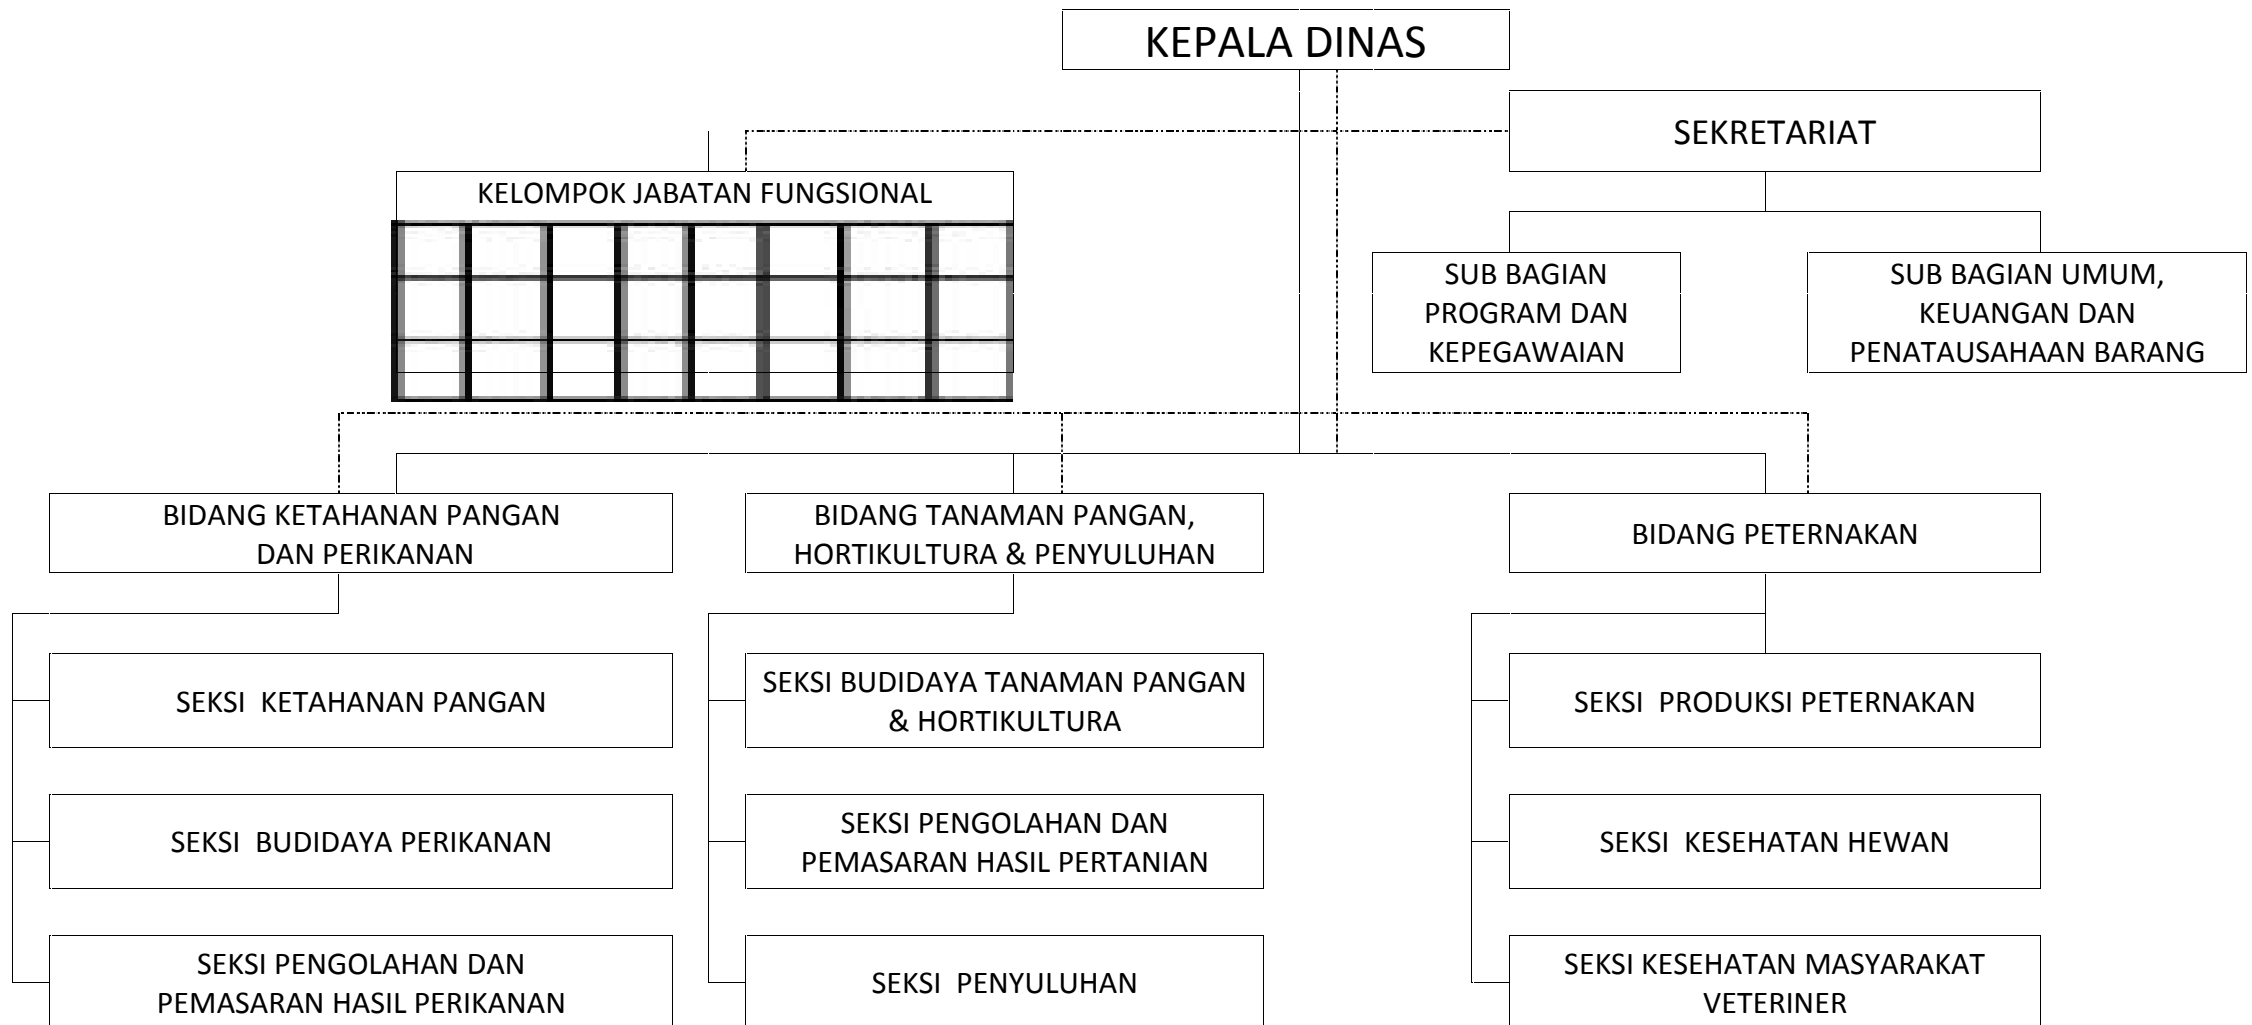 KEPALA DINAS
SEKRETARIAT
KELOMPOK JABATAN FUNGSIONAL
SUB BAGIAN
PROGRAM DAN
KEPEGAWAIAN
SUB BAGIAN UMUM,
KEUANGAN DAN
PENATAUSAHAAN BARANG
BIDANG KETAHANAN PANGAN
DAN PERIKANAN
BIDANG TANAMAN PANGAN,
HORTIKULTURA & PENYULUHAN
BIDANG PETERNAKAN
SEKSI  KETAHANAN PANGAN
SEKSI BUDIDAYA TANAMAN PANGAN
& HORTIKULTURA
SEKSI  PRODUKSI PETERNAKAN
SEKSI  BUDIDAYA PERIKANAN
SEKSI PENGOLAHAN DAN
PEMASARAN HASIL PERTANIAN
SEKSI  KESEHATAN HEWAN
SEKSI PENGOLAHAN DAN
PEMASARAN HASIL PERIKANAN
SEKSI  PENYULUHAN
SEKSI KESEHATAN MASYARAKAT
VETERINER